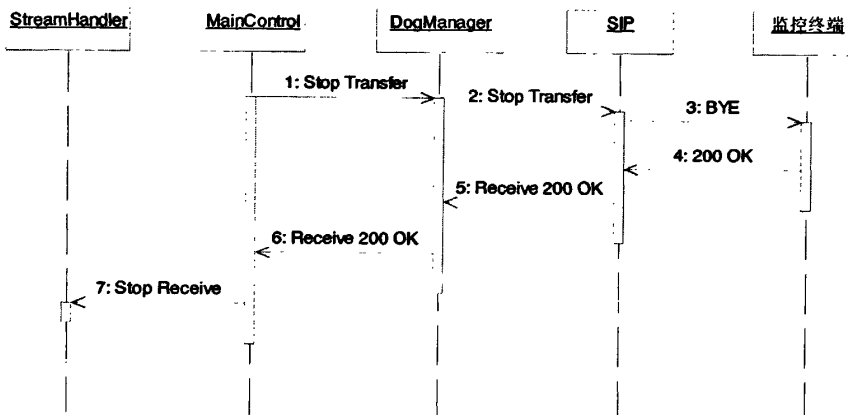 StreamHandler
MainControl
DogManager
SIP
监控终端
1: Stop Transfer
2: Stop Transfer
3: BYE
4: 200 OK
5: Receive 200 OK
6: Receive 200 OK
7: Stop Receive